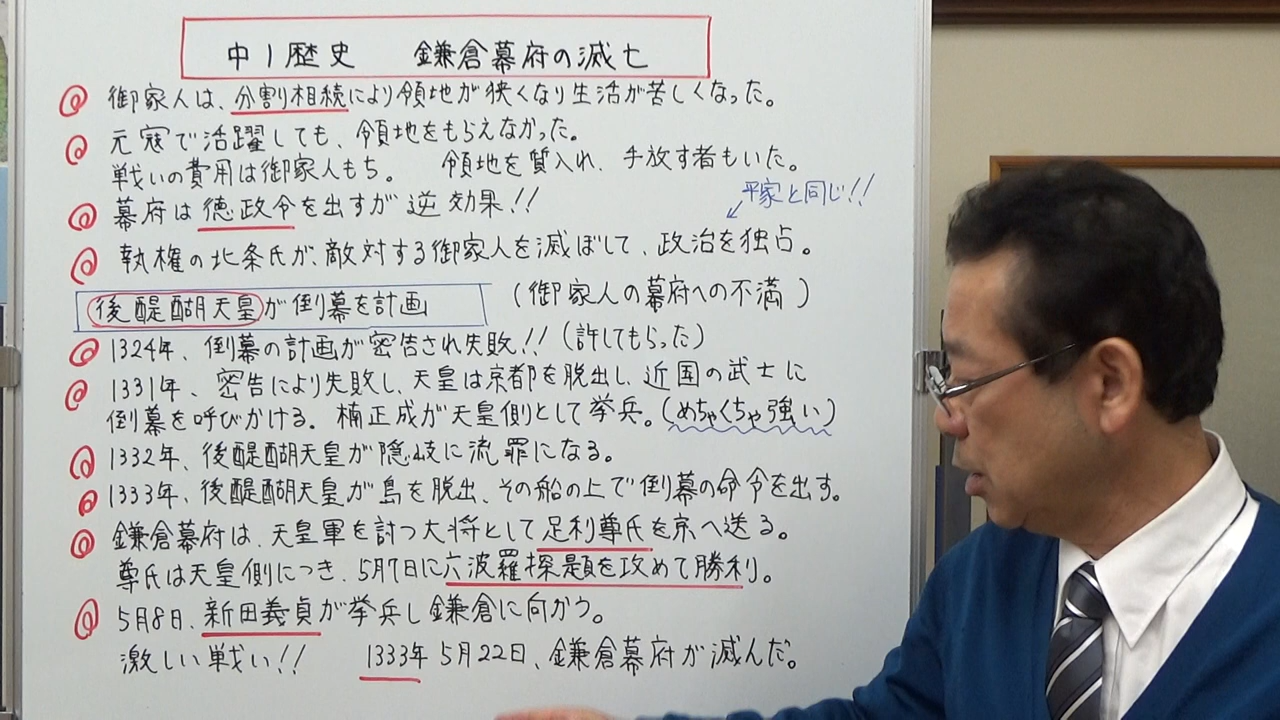 中1歴史 鎌倉幕府の滅亡
御家人は、分割相続により領地が狭くなり生活が苦しくなった。
元寇で活躍しても、領地をもらえなかった。
戦いの費用は御家人もち。 領地を質入れ、手放す者もいた。
平家と同じ!!
幕府は徳政令を出すが逆効果!!
執権の北条氏が、敵対する御家人を滅ぼして、政治を独占。
後醍醐天皇が倒幕を計画 (御家人の幕府への不満)
1324年、倒幕の計画が密告され失敗!! (許してもらった)
1331年、密告により失敗し、天皇は京都を脱出し、近国の武士に
倒幕を呼びかける。楠正成が天皇側として挙兵。(めちゃくちゃ強い)
1332年、後醍醐天皇が隠岐に流罪になる。
1333年、後醍醐天皇が島を脱出、その船の上で倒幕の命令を出す。
鎌倉幕府は、天皇軍を討つ大将として足利尊氏を京へ送る。
尊氏は天皇側につき、5月7日に六波羅探題を攻めて勝利。
5月8日、新田義貞が挙兵し鎌倉に向かう。
激しい戦い!! 1333年5月22日、鎌倉幕府が滅んだ。